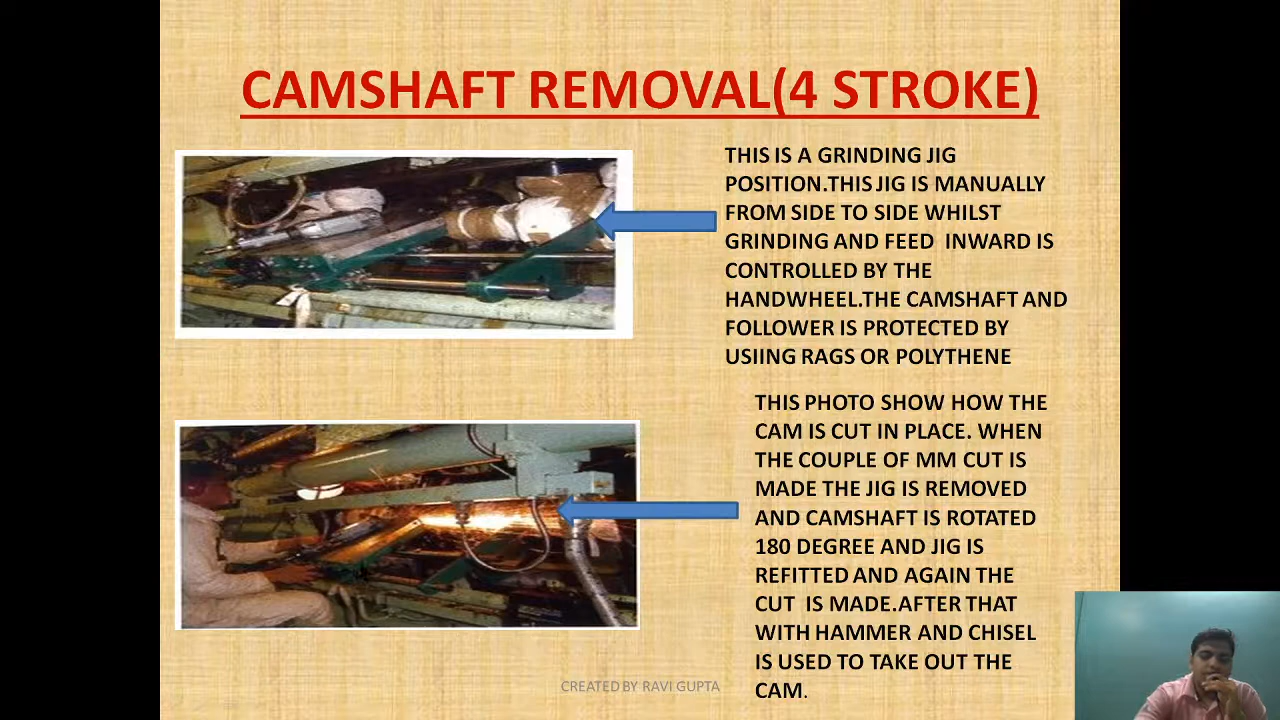 CAMSHAFT REMOVAL(4 STROKE)
THIS IS A GRINDING JIG
POSITION.THIS JIG IS MANUALLY
FROM SIDE TO SIDE WHILST
GRINDING AND FEED INWARD IS
CONTROLLED BY THE
HANDWHEEL.THE CAMSHAFT AND
FOLLOWER IS PROTECTED BY
USIING RAGS OR POLYTHENE
THIS PHOTO SHOW HOW THE
CAM IS CUT IN PLACE. WHEN
THE COUPLE OF MM CUT IS
MADE THE JIG IS REMOVED
AND CAMSHAFT IS ROTATED
180 DEGREE AND JIG IS
REFITTED AND AGAIN THE
CUT IS MADE.AFTER THAT
WITH HAMMER AND CHISEL
IS USED TO TAKE OUT THE
CAM.
CREATED BY RAVI GUPTA